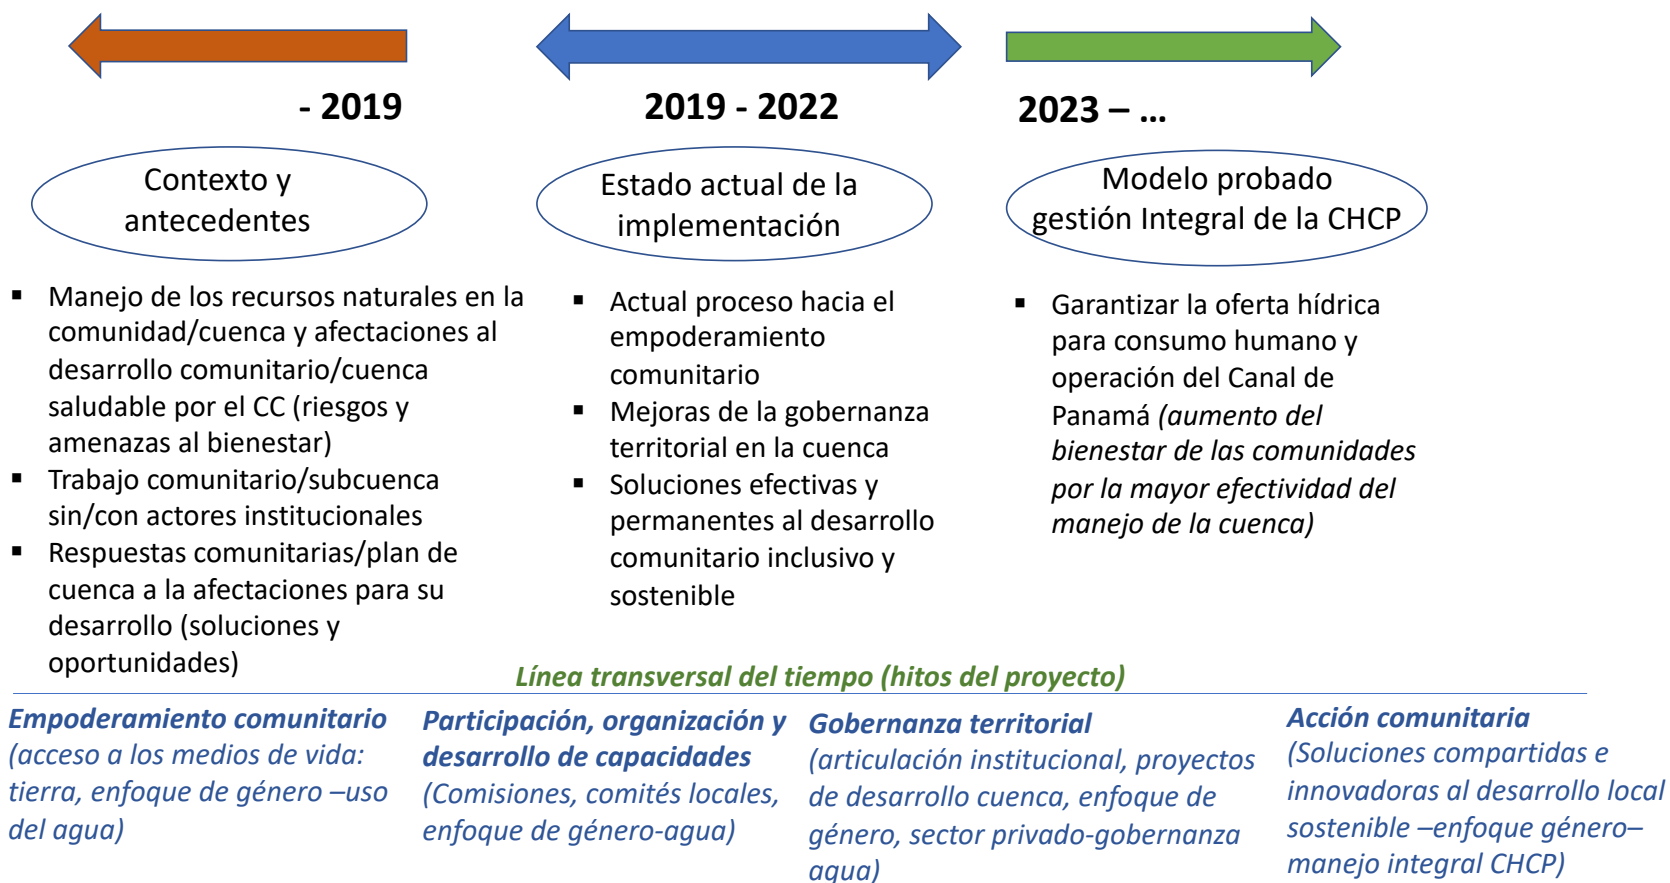 - 2019
Contexto y
antecedentes
▪ Manejo de los recursos naturales en la
comunidad/cuenca y afectaciones al
desarrollo comunitario/cuenca
saludable por el CC (riesgos y
amenazas al bienestar)
▪ Trabajo comunitario/subcuenca
sin/con actores institucionales
▪ Respuestas comunitarias/plan de
cuenca a la afectaciones para su
desarrollo (soluciones y
oportunidades)
2019 - 2022
Estado actual de la
implementación
▪ Actual proceso hacia el
empoderamiento
comunitario
▪ Mejoras de la gobernanza
territorial en la cuenca
▪ Soluciones efectivas y
permanentes al desarrollo
comunitario inclusivo y
sostenible
2023 – ...
Modelo probado
gestión Integral de la CHCP
▪ Garantizar la oferta hídrica
para consumo humano y
operación del Canal de
Panamá (aumento del
bienestar de las comunidades
por la mayor efectividad del
manejo de la cuenca)
Línea transversal del tiempo (hitos del proyecto)
Empoderamiento comunitario
(acceso a los medios de vida:
tierra, enfoque de género –uso
del agua)
Participación, organización y
desarrollo de capacidades
(Comisiones, comités locales,
enfoque de género-agua)
Gobernanza territorial
(articulación institucional, proyectos
de desarrollo cuenca, enfoque de
género, sector privado-gobernanza
agua)
Acción comunitaria
(Soluciones compartidas e
innovadoras al desarrollo local
sostenible –enfoque género–
manejo integral CHCP)